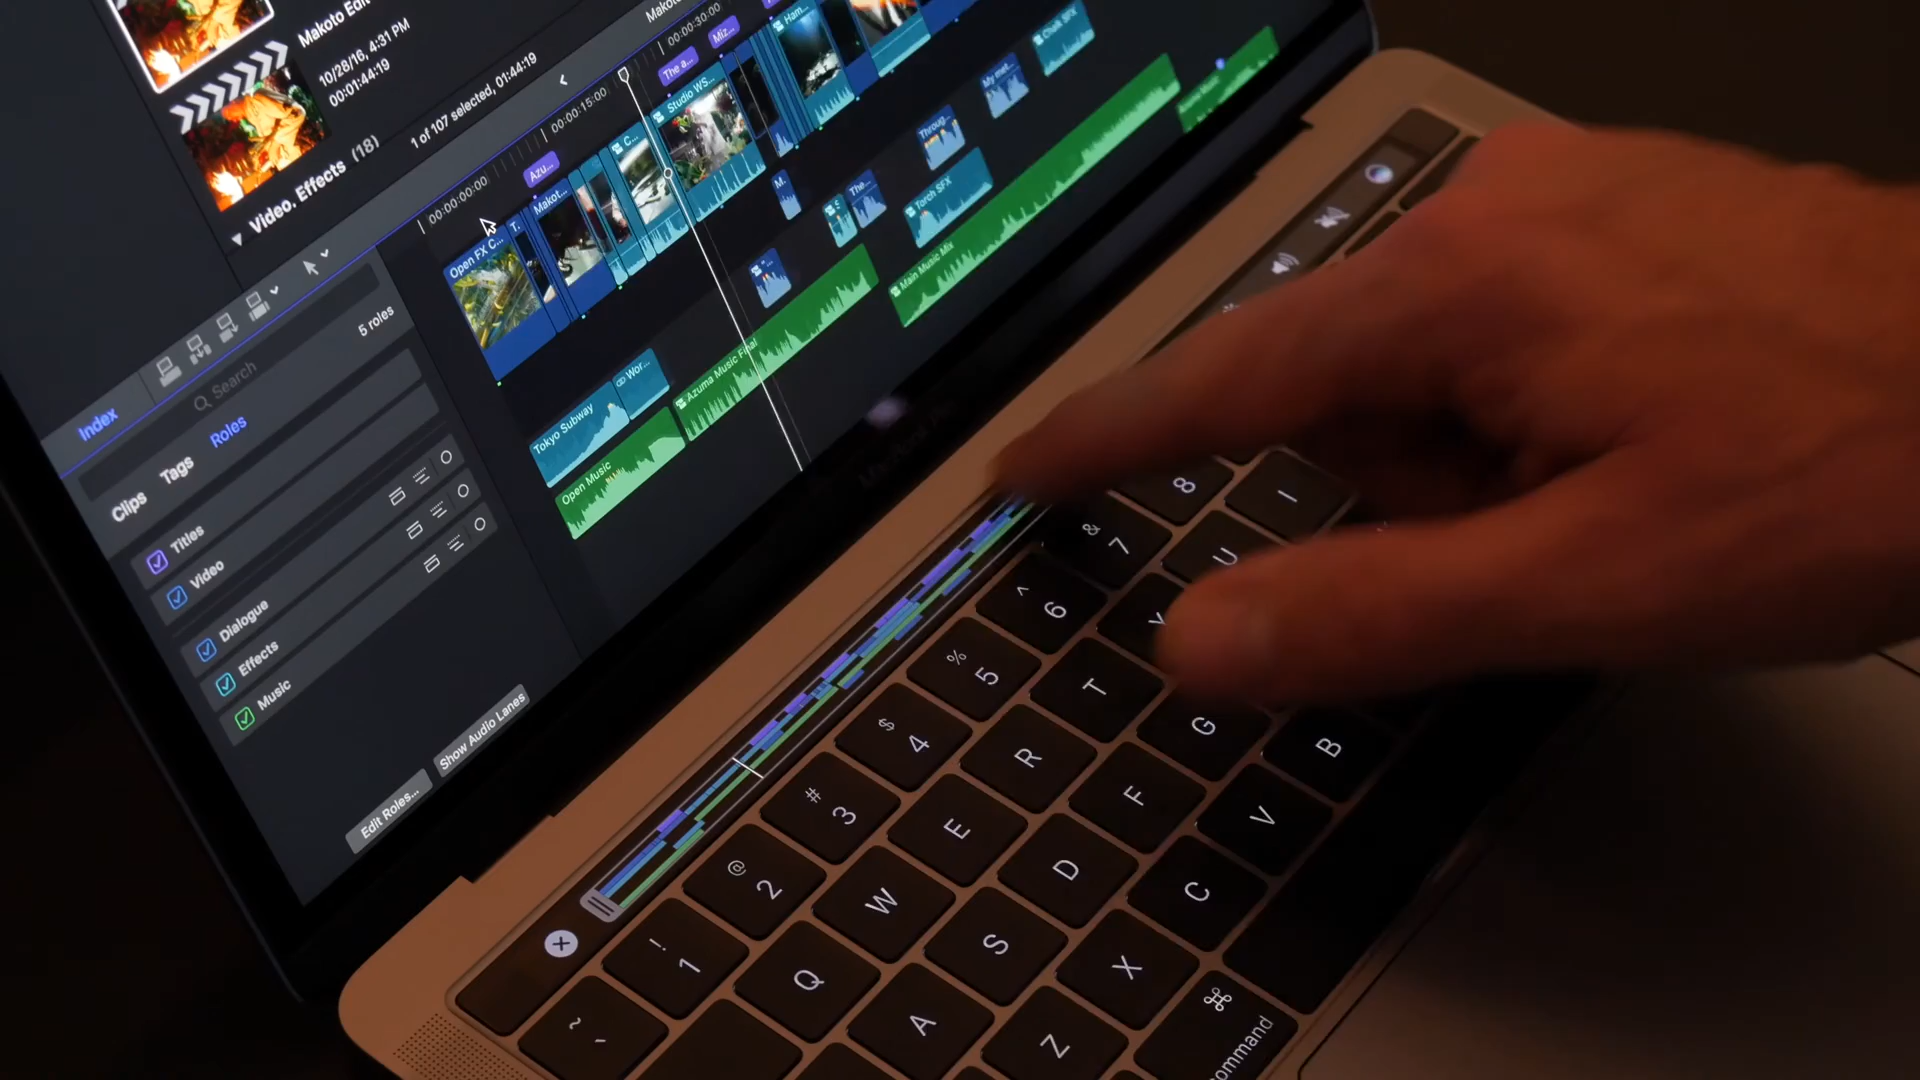 Makoto Edit
10/28/16, 4:31 PM
00:01:44:19
Video, Effects (18)
1 of 107 selected, 01:44:19
Index
Search
5 roles
Clips
Tags
Roles
Titles
Video
Dialogue
Effects
Music
Edit Roles...
Show Audio Lanes
00:00:00:00
00:00:15:00
00:00:30:00
Azu...
The a...
Miz...
Open FX C...
T.
Makot...
C...
Studio WS...
Ham...
Tokyo Subway
Wor...
M.
S
The...
Throug...
My met...
Chalk SFX
Torch SFX
Open Music
Azuma Music Final
Main Music Mix
~ `
! 1
@ 2
# 3
$ 4
% 5
^ 6
& 7
8
Q
W
E
R
T
Y
U
I
A
S
D
F
G
Z
X
C
V
B
⌘
command